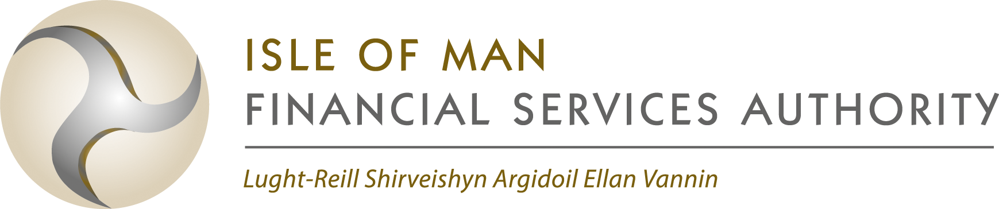 ISLE OF MAN
FINANCIAL SERVICES AUTHORITY
Lught-Reill Shirveishyn Argidoil Ellan Vannin